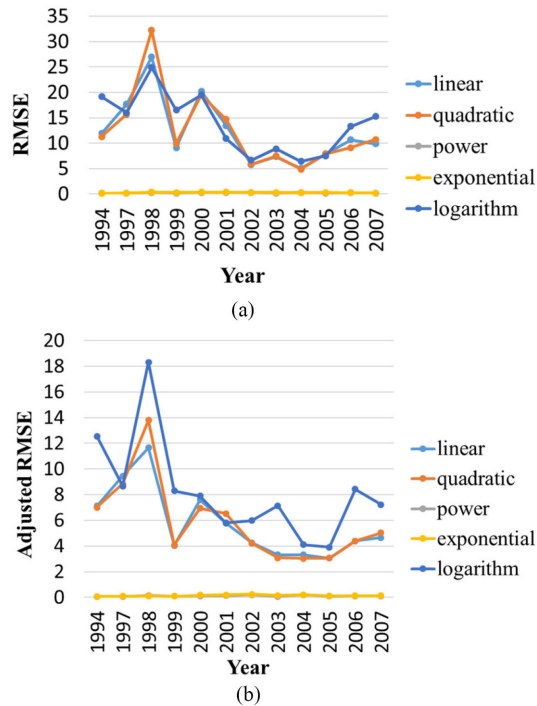 (a)
35
30
25
20
15
10
5
0
RMSE
1994 1997 1998 1999 2000 2001 2002 2003 2004 2005 2006 2007
Year
linear
quadratic
power
exponential
logarithm
(a)
20
18
16
14
12
10
8
6
4
2
0
Adjusted RMSE
1994 1997 1998 1999 2000 2001 2002 2003 2004 2005 2006 2007
Year
linear
quadratic
power
exponential
logarithm
(b)